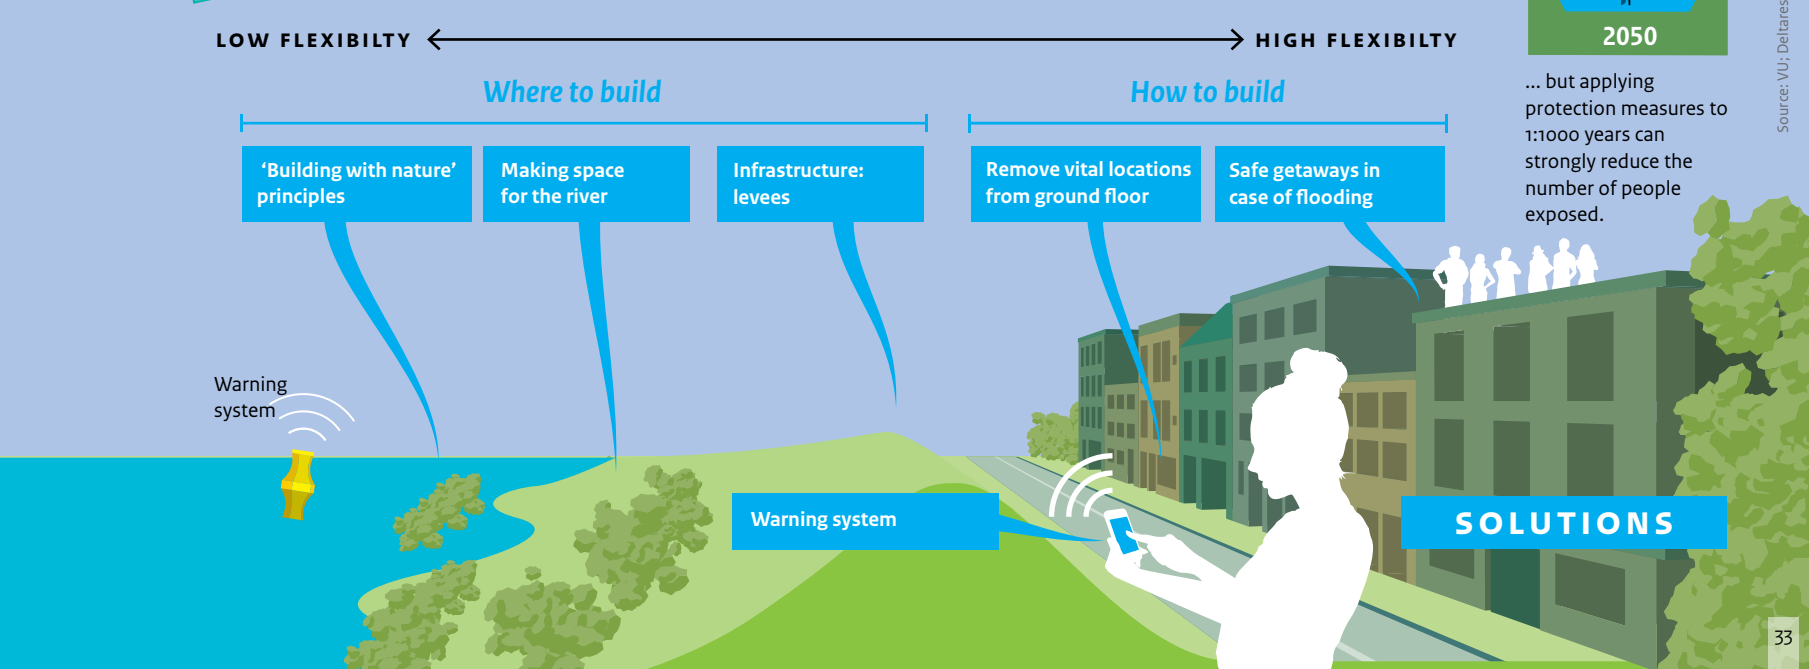 LOW FLEXIBILTY
HIGH FLEXIBILTY
2050
... but applying
protection measures to
1:1000 years can
strongly reduce the
number of people
exposed.
Source: VU; Deltares
Where to build
How to build
‘Building with nature’
principles
Making space
for the river
Infrastructure:
levees
Remove vital locations
from ground floor
Safe getaways in
case of flooding
Warning
system
Warning system
SOLUTIONS
33